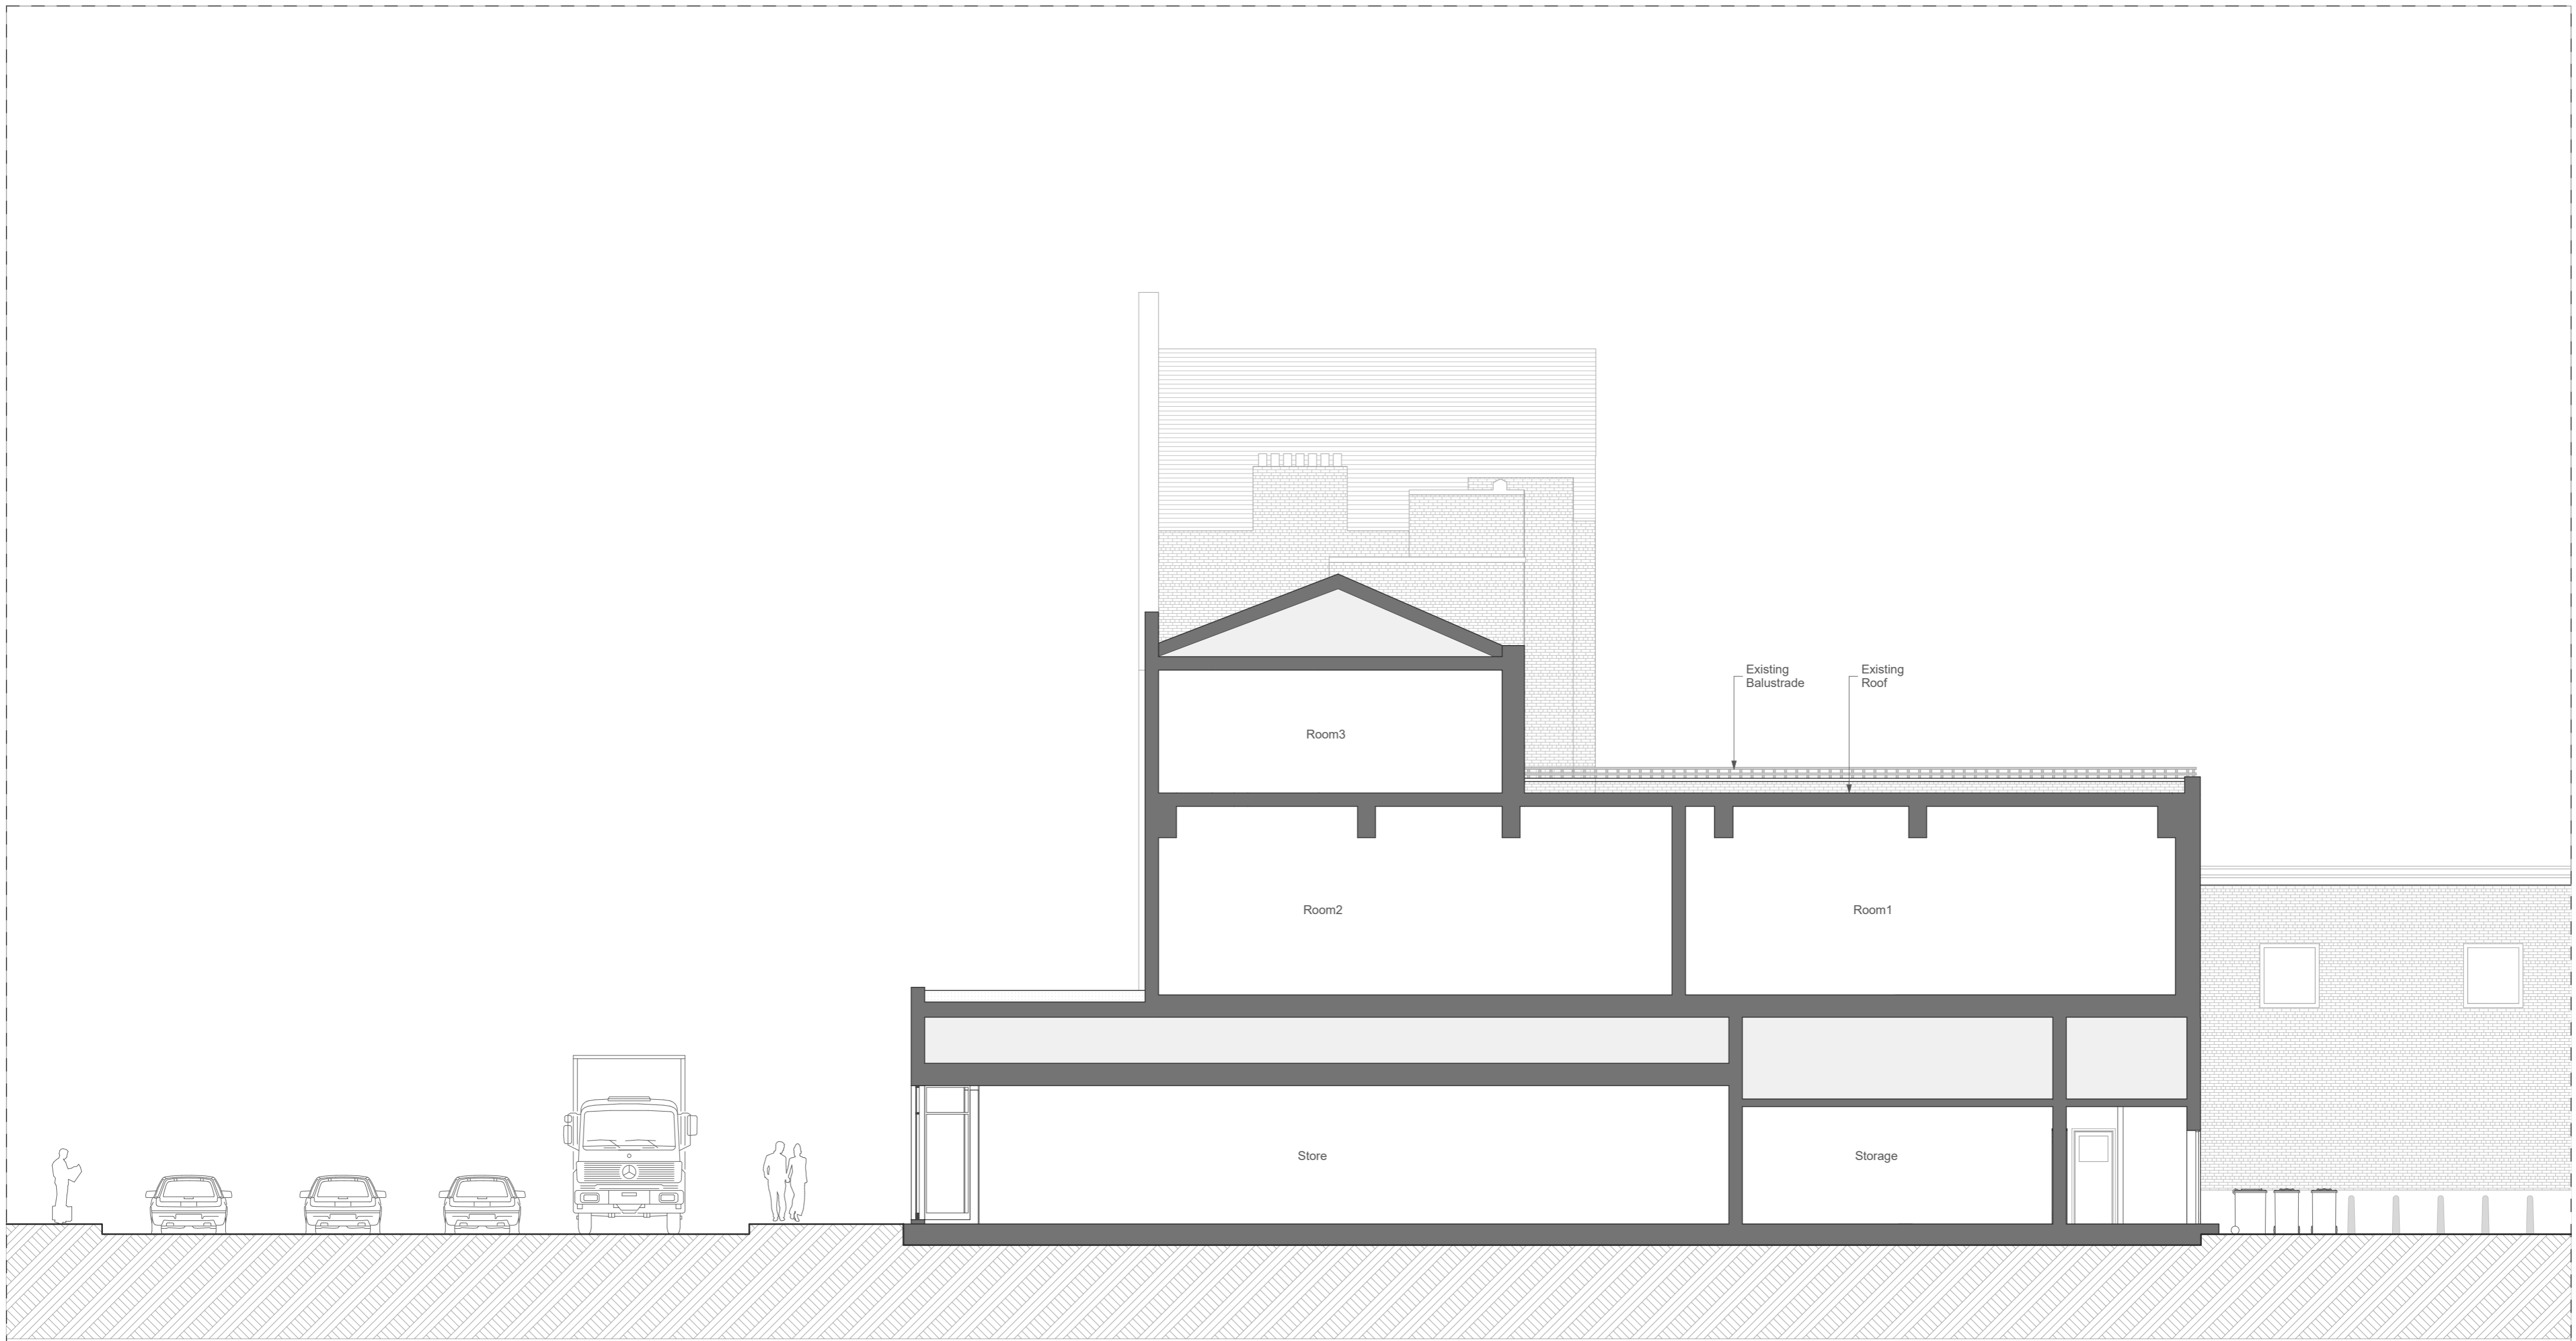 Existing
Balustrade
Existing
Roof
Room3
Room2
Room1
Store
Storage